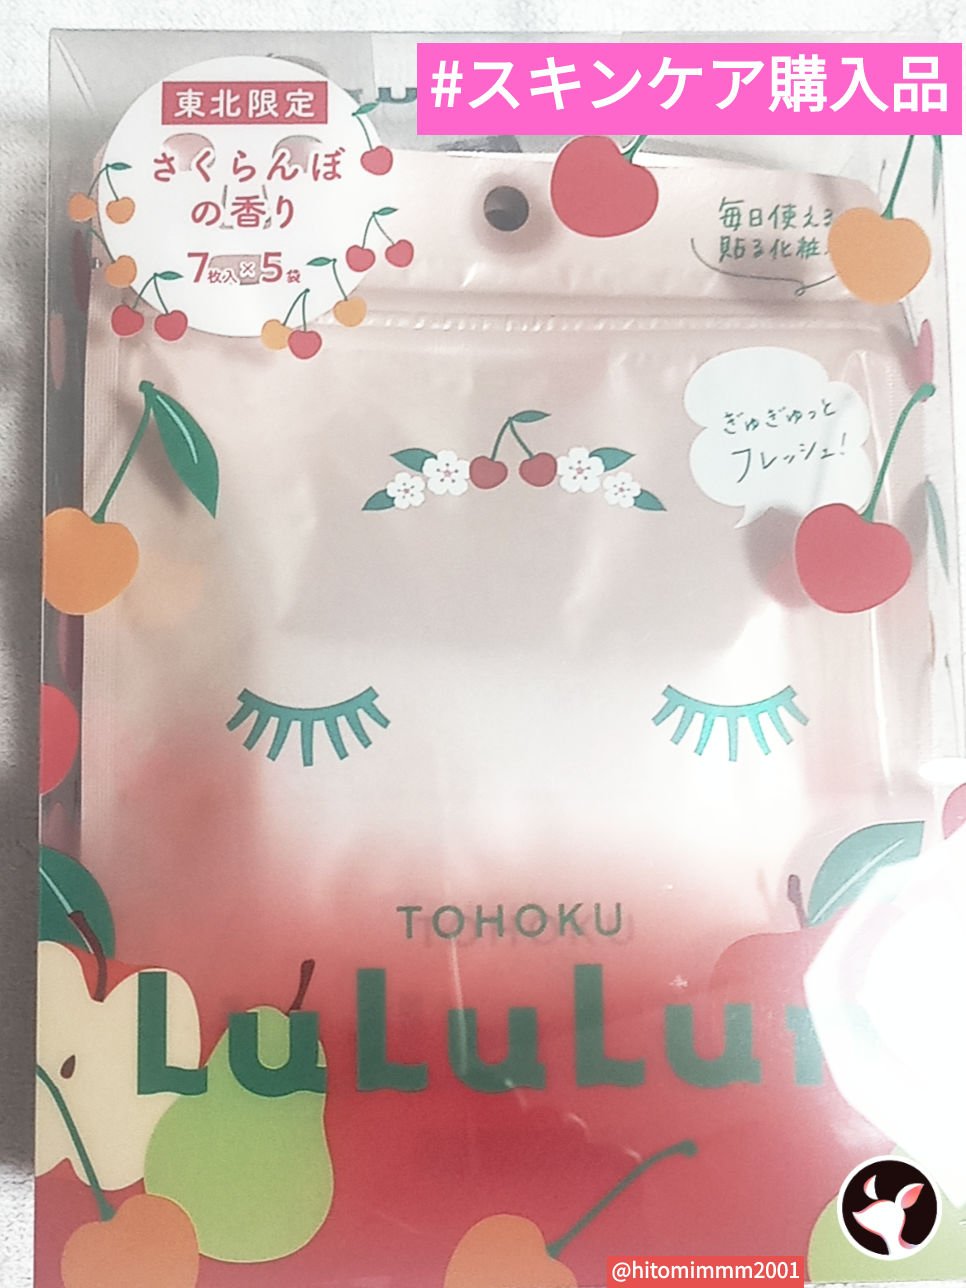 #スキンケア購入品
東北限定
さくらんぼ
の香り
7枚入×5袋
毎日使える
貼る化粧
ぎゅぎゅっと
フレッシュ!
TOHOKU
LuLuLun
@hitomimmm2001